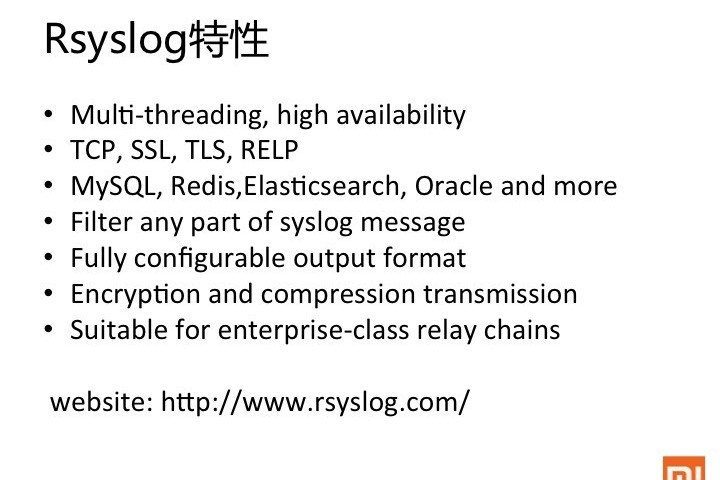 Rsyslog特性
• Multi-threading, high availability
• TCP, SSL, TLS, RELP
• MySQL, Redis,Elasticsearch, Oracle and more
• Filter any part of syslog message
• Fully configurable output format
• Encryption and compression transmission
• Suitable for enterprise-class relay chains
website: http://www.rsyslog.com/